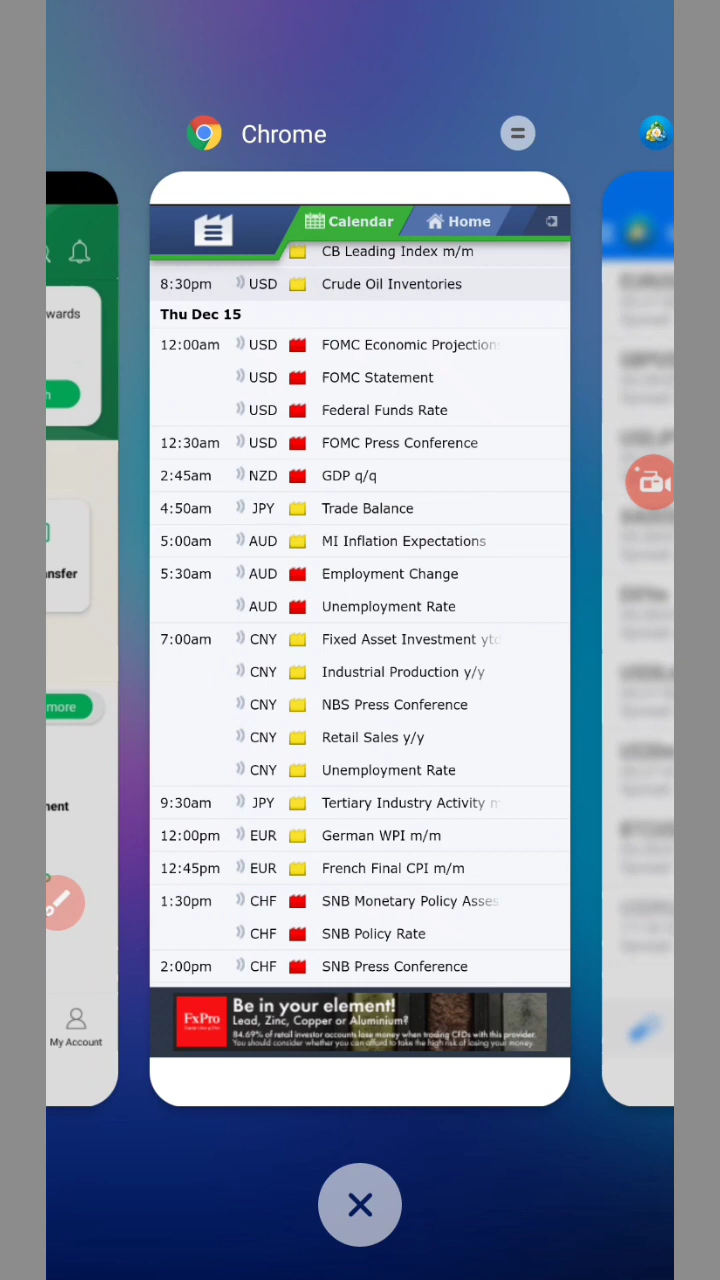 Chrome
Calendar Home
CB Leading Index m/m
8:30pm USD Crude Oil Inventories
Thu Dec 15
12:00am USD FOMC Economic Projection
USD FOMC Statement
USD Federal Funds Rate
12:30am USD FOMC Press Conference
2:45am NZD GDP q/q
4:50am JPY Trade Balance
5:00am AUD MI Inflation Expectations
5:30am AUD Employment Change
AUD Unemployment Rate
7:00am CNY Fixed Asset Investment ytd
CNY Industrial Production y/y
CNY NBS Press Conference
CNY Retail Sales y/y
CNY Unemployment Rate
9:30am JPY Tertiary Industry Activity m
12:00pm EUR German WPI m/m
12:45pm EUR French Final CPI m/m
1:30pm CHF SNB Monetary Policy Asses
CHF SNB Policy Rate
2:00pm CHF SNB Press Conference
FxPro
Be in your element!
Lead, Zinc, Copper or Aluminium?
84.69% of retail investor accounts lose money when trading CFDs with this provider.
You should consider whether you can afford to take the high risk of losing your money.
wards
h
nsfer
more
nent
My Account